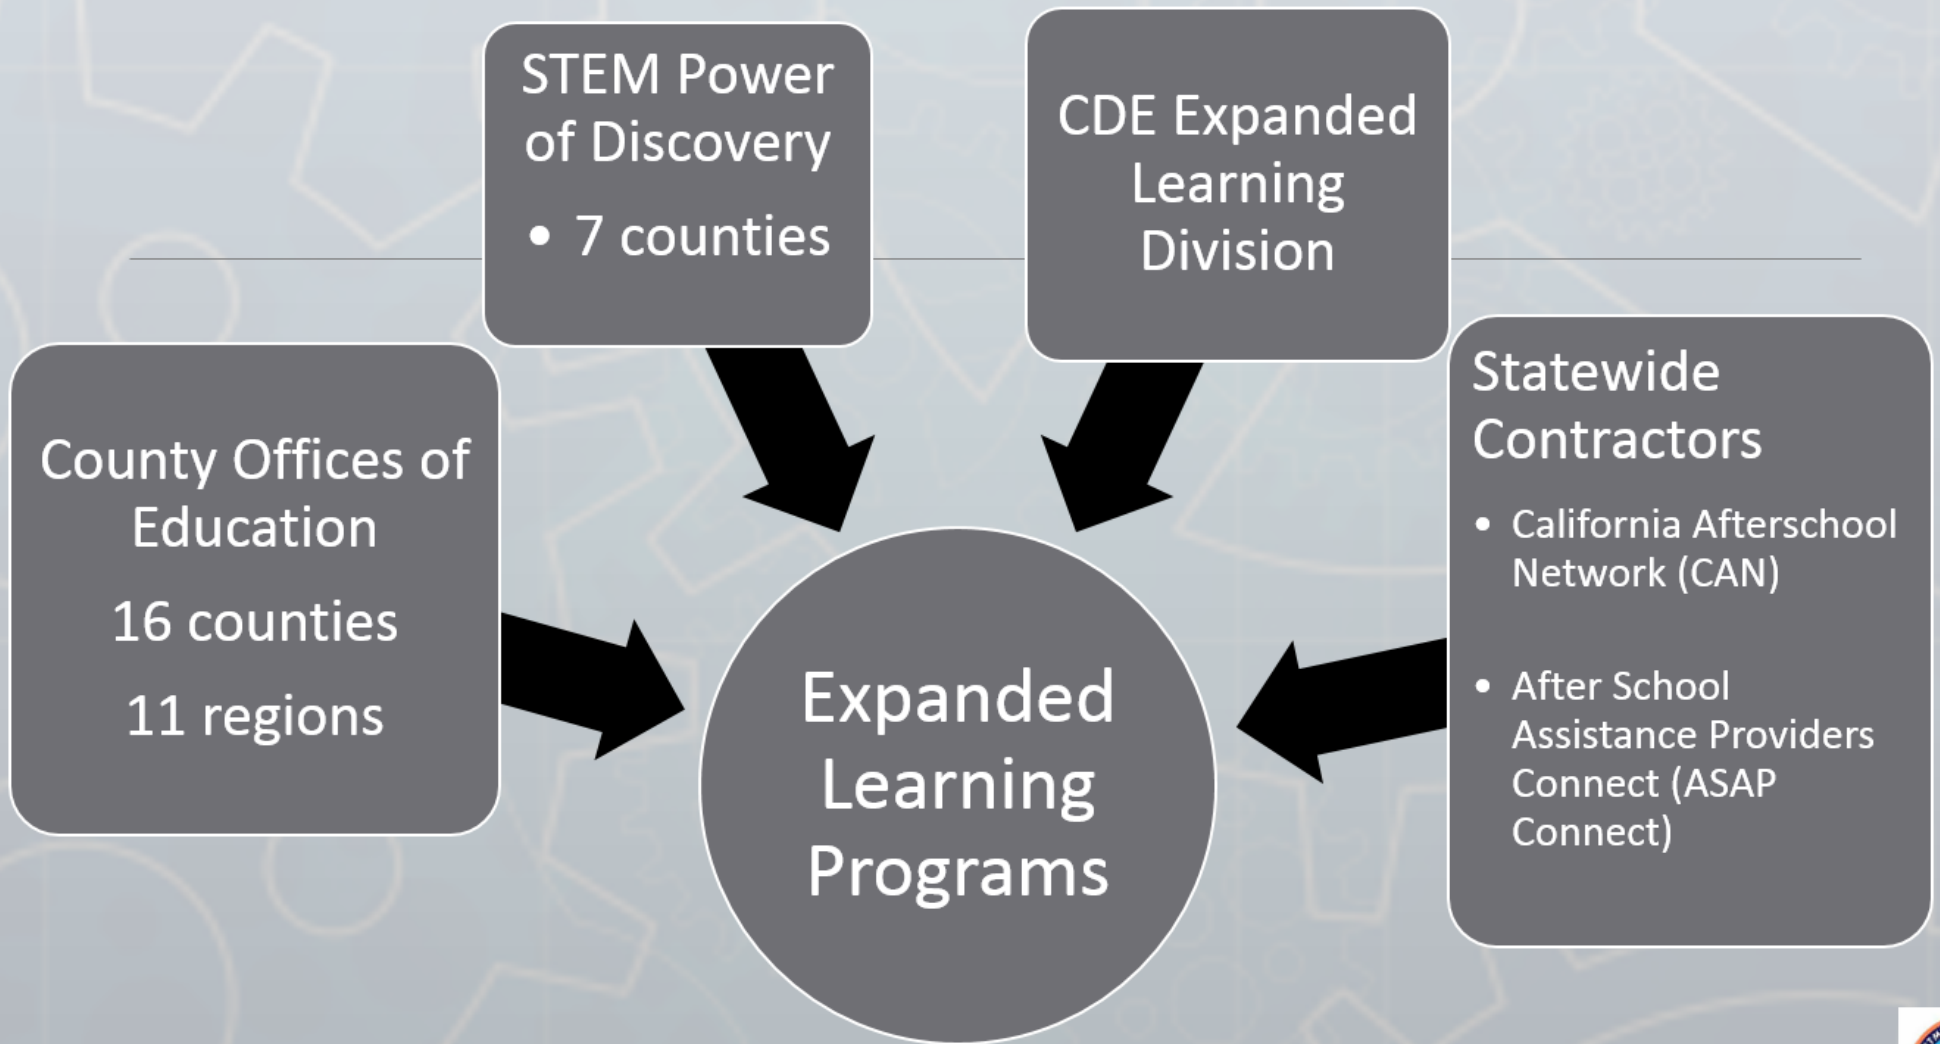 STEM Power
of Discovery
• 7 counties
CDE Expanded
Learning
Division
County Offices of
Education
16 counties
11 regions
Statewide
Contractors
• California Afterschool
Network (CAN)
• After School
Assistance Providers
Connect (ASAP
Connect)
Expanded
Learning
Programs